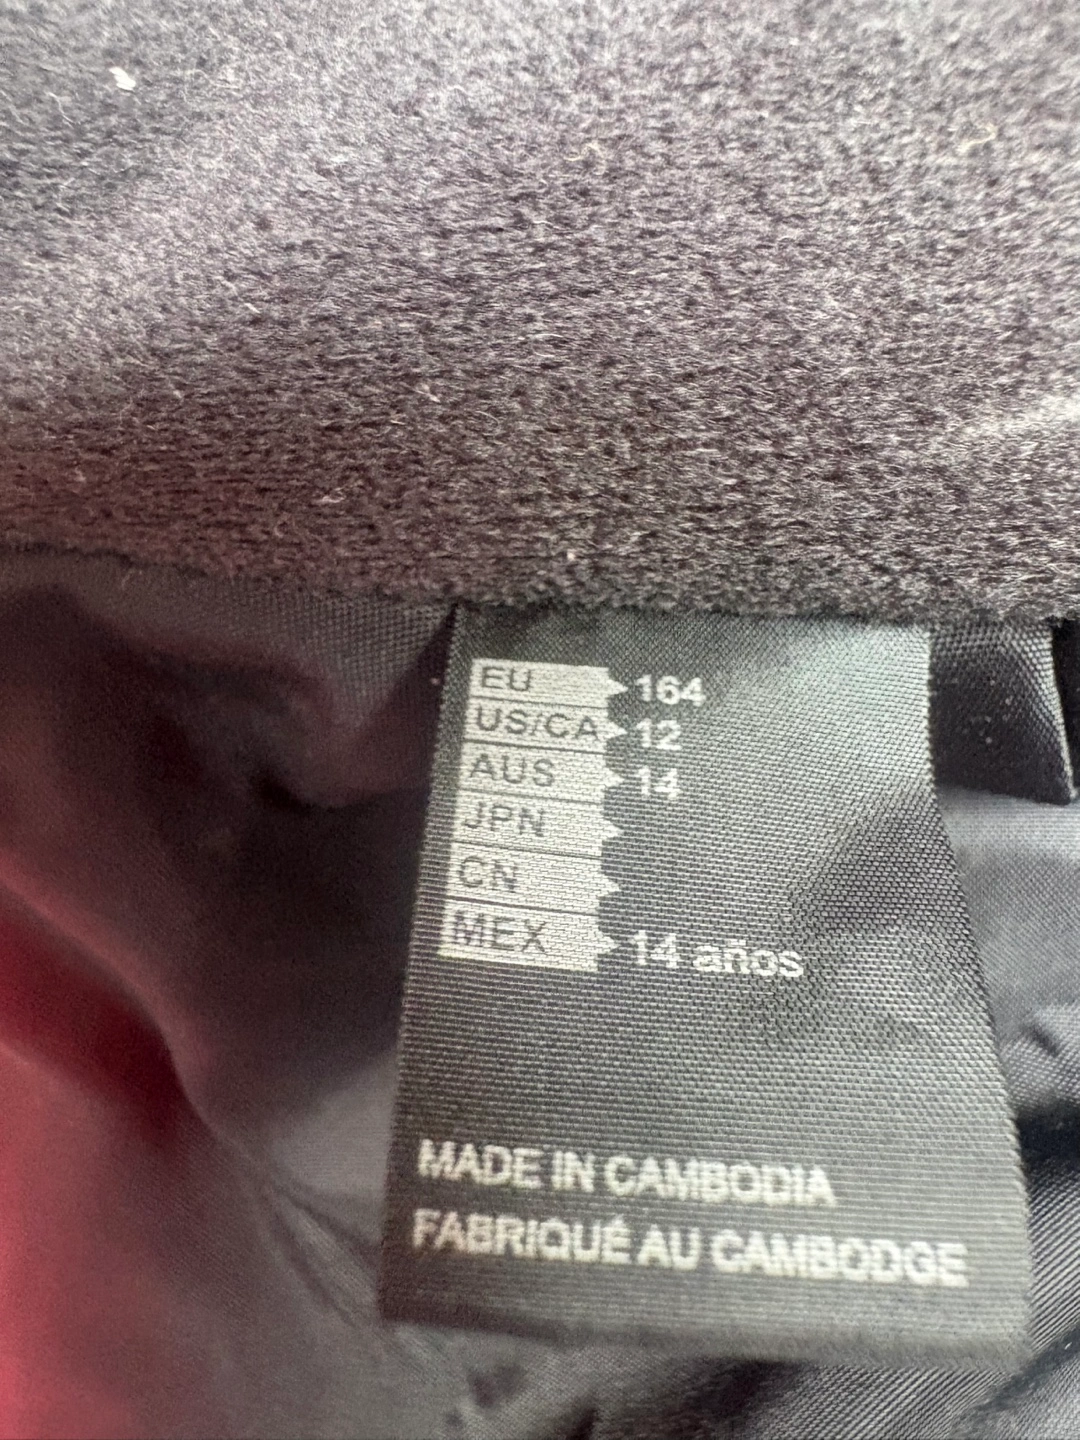 EU 164
US/CA 12
AUS 14
JPN
CN
MEX 14 años
MADE IN CAMBODIA
FABRIQUÉ AU CAMBODGE